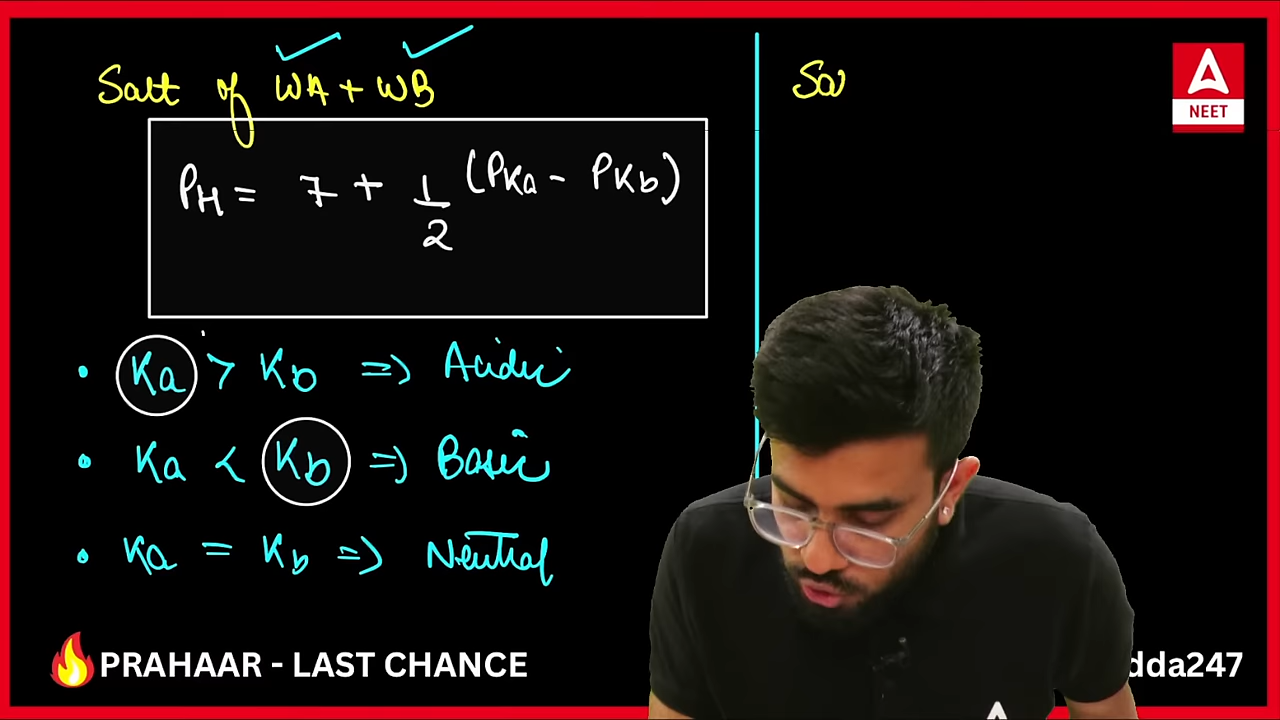 Salt of WA + WB
PH = 7 + 1/2 (PKa - PKb)
• Ka > Kb => Acidic
• Ka < Kb => Basic
• Ka = Kb => Neutral
Sa
NEET
PRAHAAR - LAST CHANCE
dda247